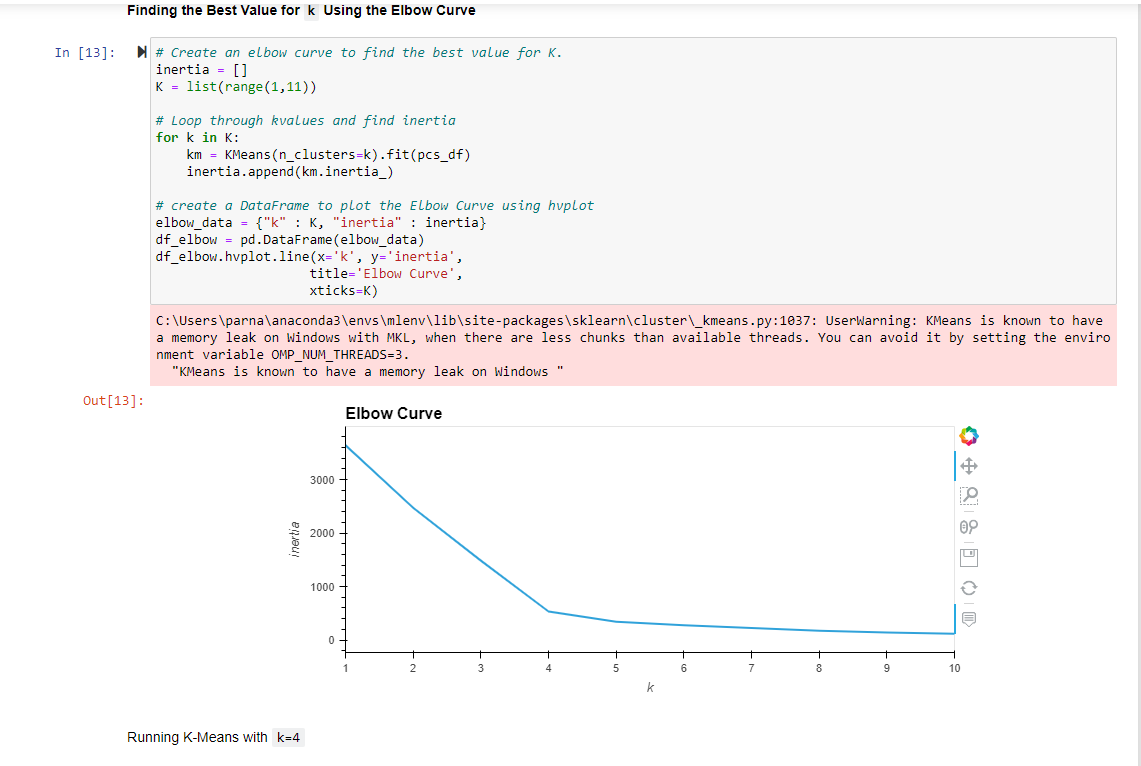 Finding the Best Value for k Using the Elbow Curve
In [13]:
# Create an elbow curve to find the best value for K.
inertia = []
K = list(range(1,11))
# Loop through kvalues and find inertia
for k in K:
    km = KMeans(n_clusters=k).fit(pcs_df)
    inertia.append(km.inertia_)
# create a DataFrame to plot the Elbow Curve using hvplot
elbow_data = {"k" : K, "inertia" : inertia}
df_elbow = pd.DataFrame(elbow_data)
df_elbow.hvplot.line(x='k', y='inertia',
                    title='Elbow Curve',
                    xticks=K)
C:\Users\parna\anaconda3\envs\mlenv\lib\site-packages\sklearn\cluster\_kmeans.py:1037: UserWarning: KMeans is known to have
a memory leak on Windows with MKL, when there are less chunks than available threads. You can avoid it by setting the enviro
nment variable OMP_NUM_THREADS=3.
  "KMeans is known to have a memory leak on Windows "
Out[13]:
Elbow Curve
3000
2000
1000
0
inertia
1 2 3 4 5 6 7 8 9 10
k
Running K-Means with k=4